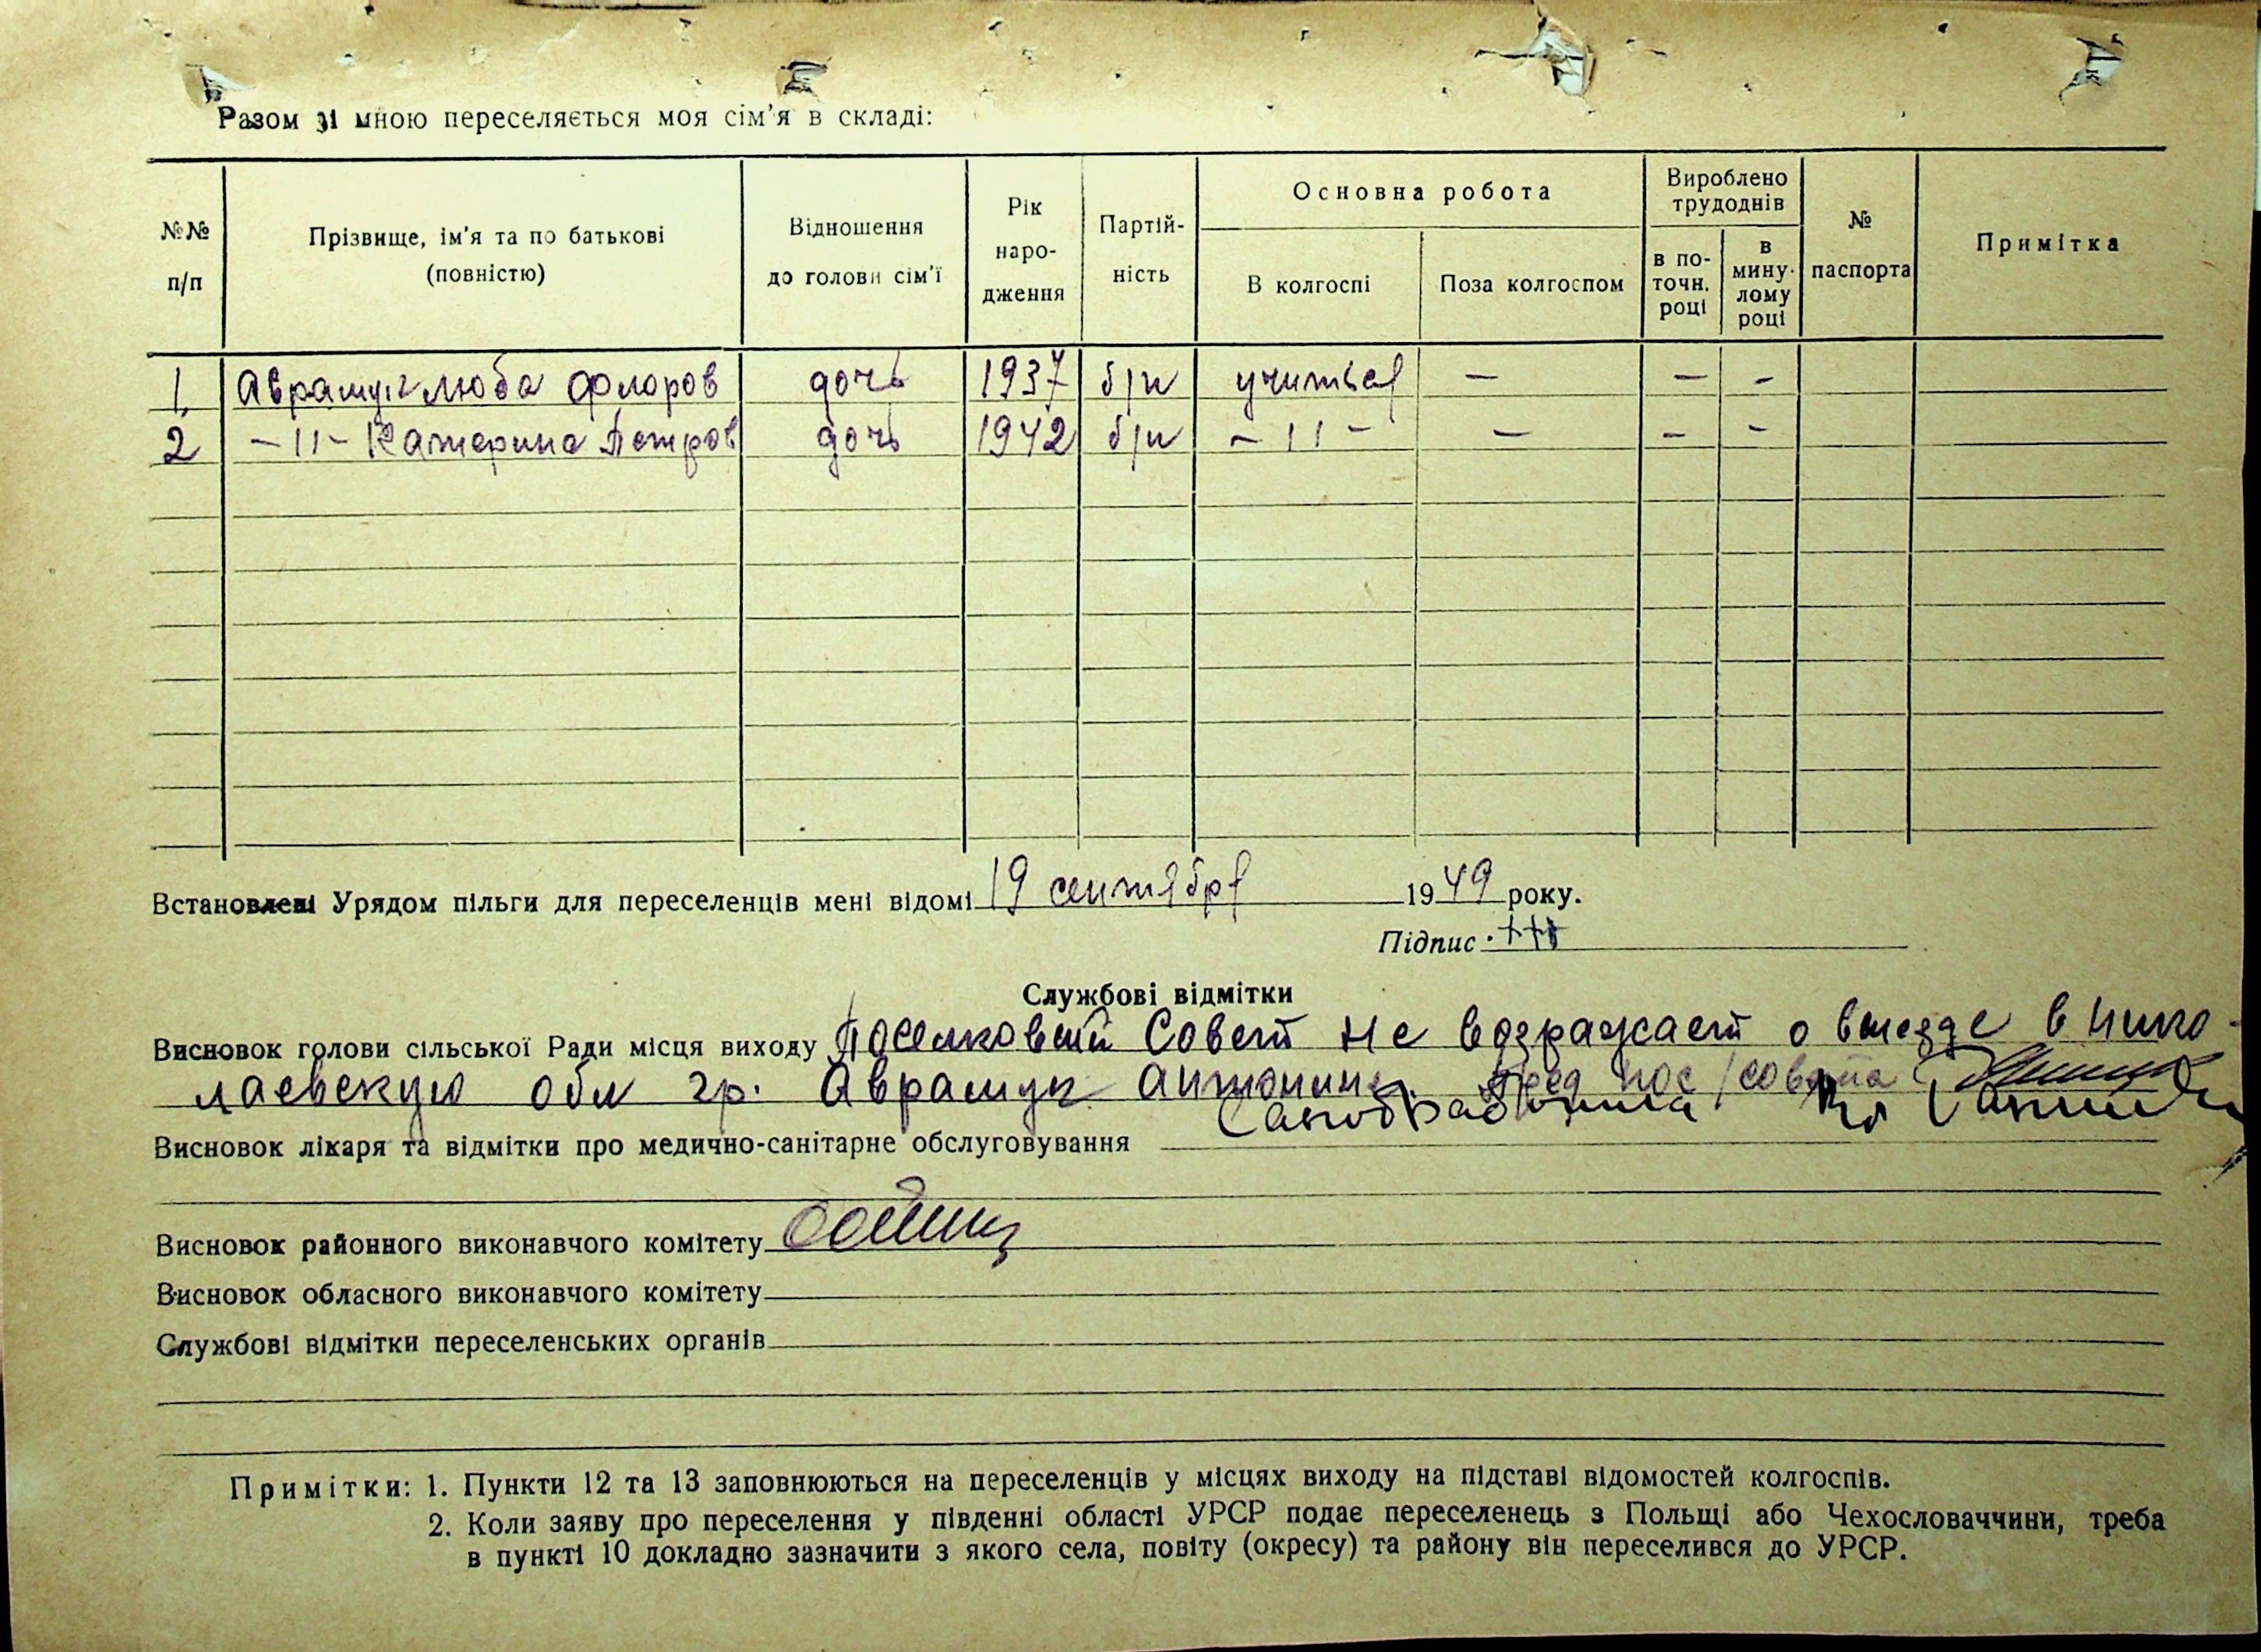 Разом зі мною переселяється моя сім'я в складі:
№№ п/п
Прізвище, ім'я та по батькові (повністю)
Відношення до голови сім'ї
Рік народження
Партійність
Основна робота
В колгоспі
Поза колгоспом
Вироблено трудоднів
в поточн. році
в минулому році
№ паспорта
Примітка
1. Аврамук Люба Флоров дочь 1937 б/п — — —
2 -"- Катерина Петров дочь 1942 б/п -"- — — —
Встановлені Урядом пільги для переселенців мені відомі 19 сентября 1949 року.
Підпис +++
Службові відмітки
Висновок голови сільської Ради місця виходу Поселковый Совет не возражает о выезде в Нико-
лаевскую обл гр. Аврамук Антонины. Пред пос/совета
Висновок лікаря та відмітки про медично-санітарне обслуговування
Висновок районного виконавчого комітету
Висновок обласного виконавчого комітету
Службові відмітки переселенських органів
Примітки: 1. Пункти 12 та 13 заповнюються на переселенців у місцях виходу на підставі відомостей колгоспів.
2. Коли заяву про переселення у південні області УРСР подає переселенець з Польщі або Чехословаччини, треба
в пункті 10 докладно зазначити з якого села, повіту (окресу) та району він переселився до УРСР.